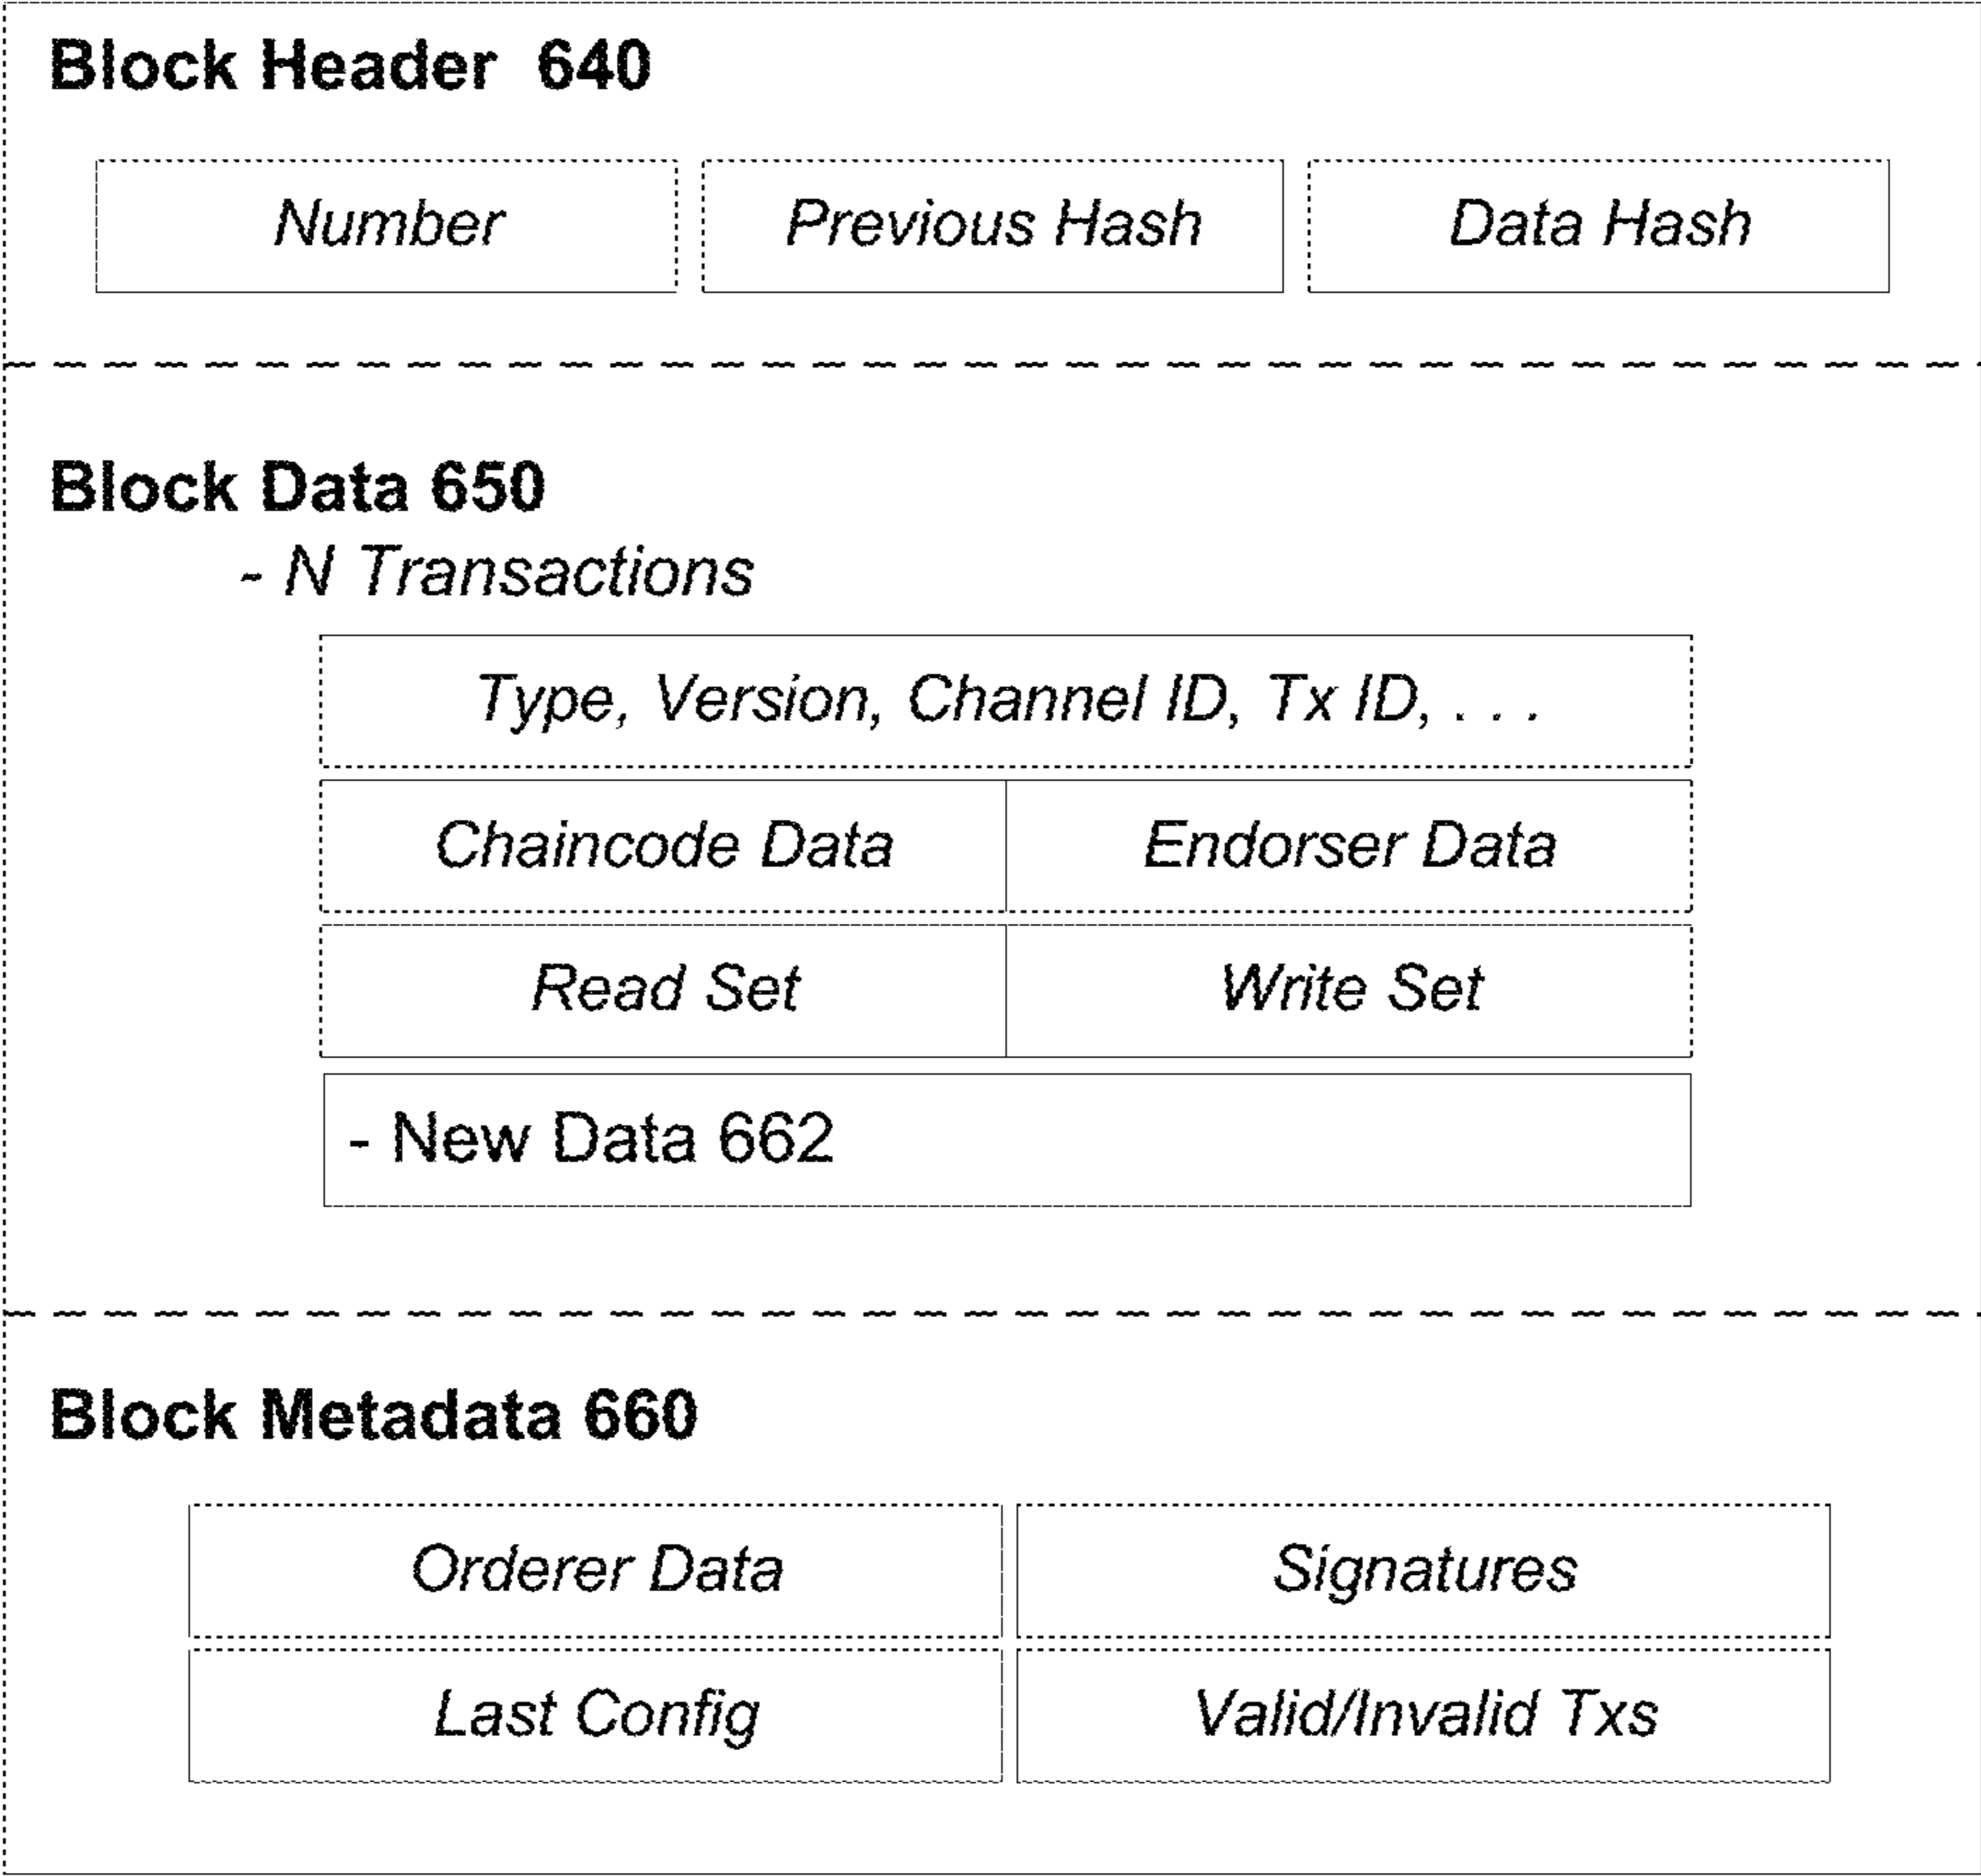 Block Header 640
Number
Previous Hash
Data Hash
Block Data 650
- N Transactions
Type, Version, Channel ID, Tx ID, . . .
Chaincode Data
Endorser Data
Read Set
Write Set
- New Data 662
Block Metadata 660
Orderer Data
Signatures
Last Config
Valid/Invalid Txs